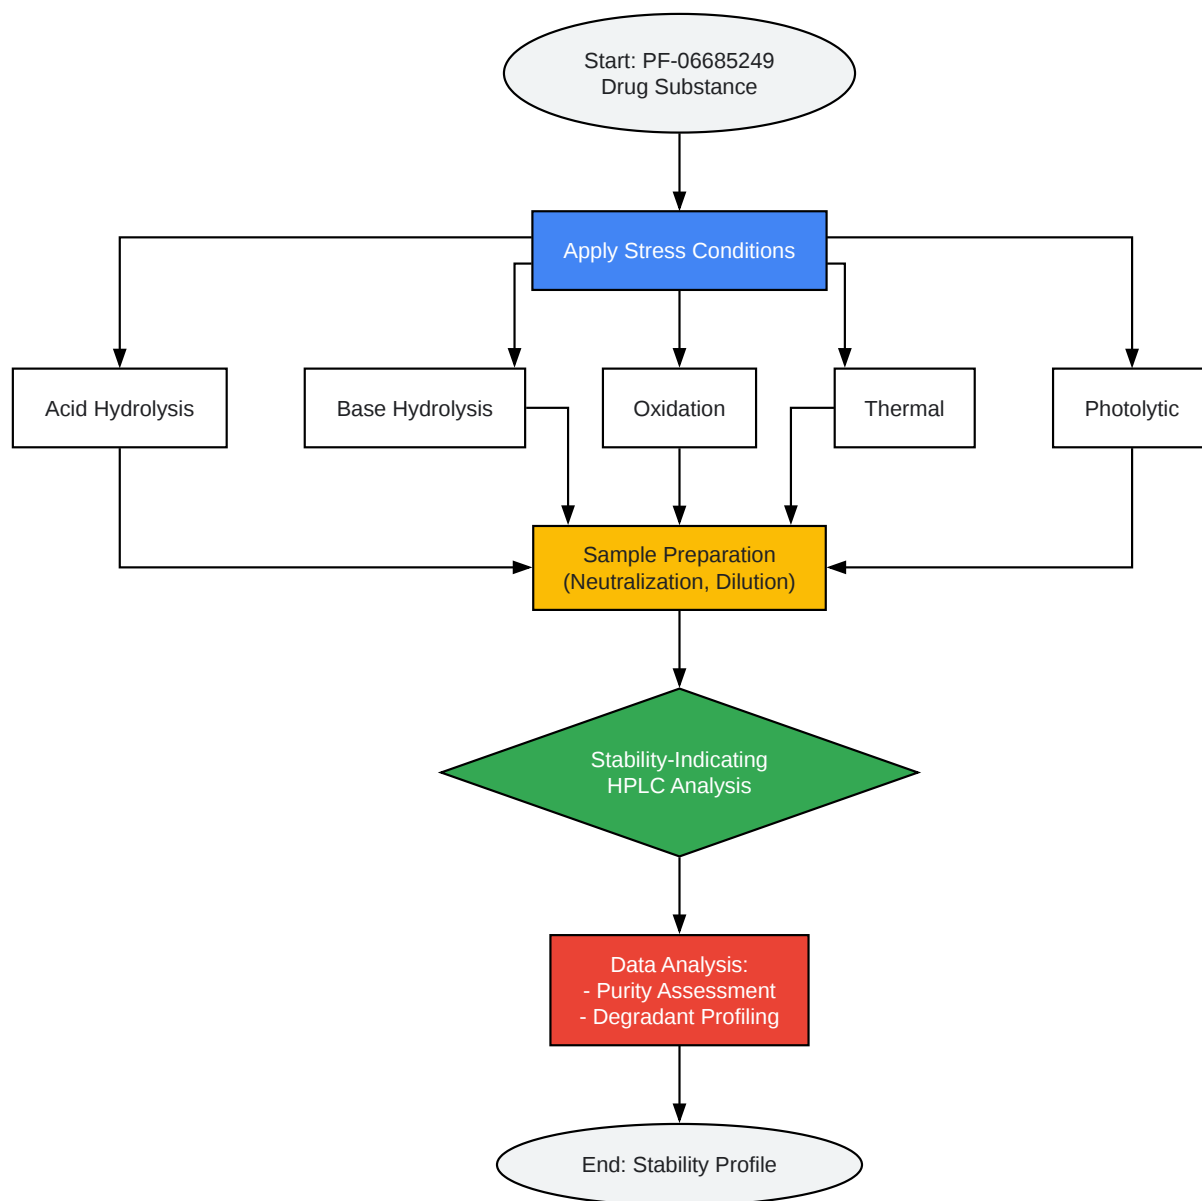 Start: PF-06685249
Drug Substance
Apply Stress Conditions
Acid Hydrolysis
Base Hydrolysis
Oxidation
Thermal
Photolytic
Sample Preparation
(Neutralization, Dilution)
Stability-Indicating
HPLC Analysis
Data Analysis:
- Purity Assessment
- Degradant Profiling
End: Stability Profile